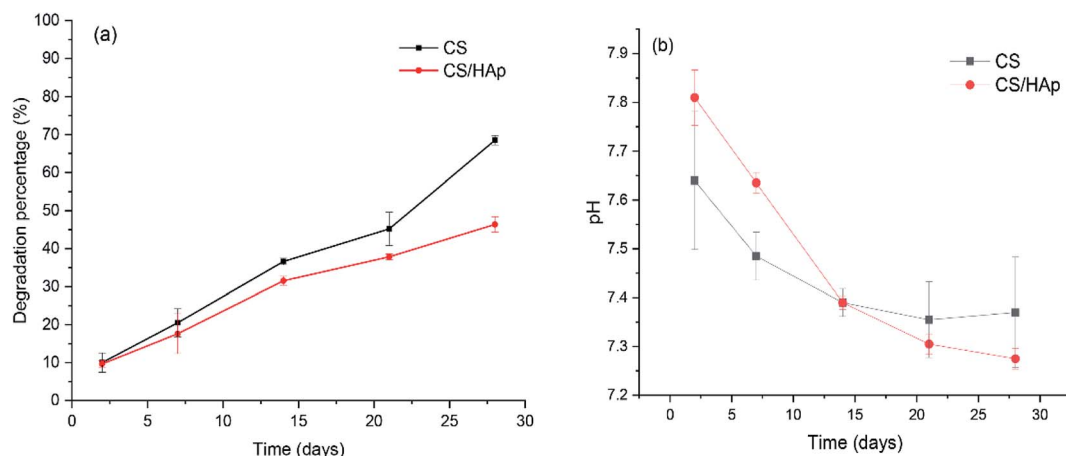 (a)
CS
CS/HAp
Degradation percentage (%)
100
90
80
70
60
50
40
30
20
10
0
0 5 10 15 20 25 30
Time (days)
(b)
CS
CS/HAp
pH
7.9
7.8
7.7
7.6
7.5
7.4
7.3
7.2
0 5 10 15 20 25 30
Time (days)